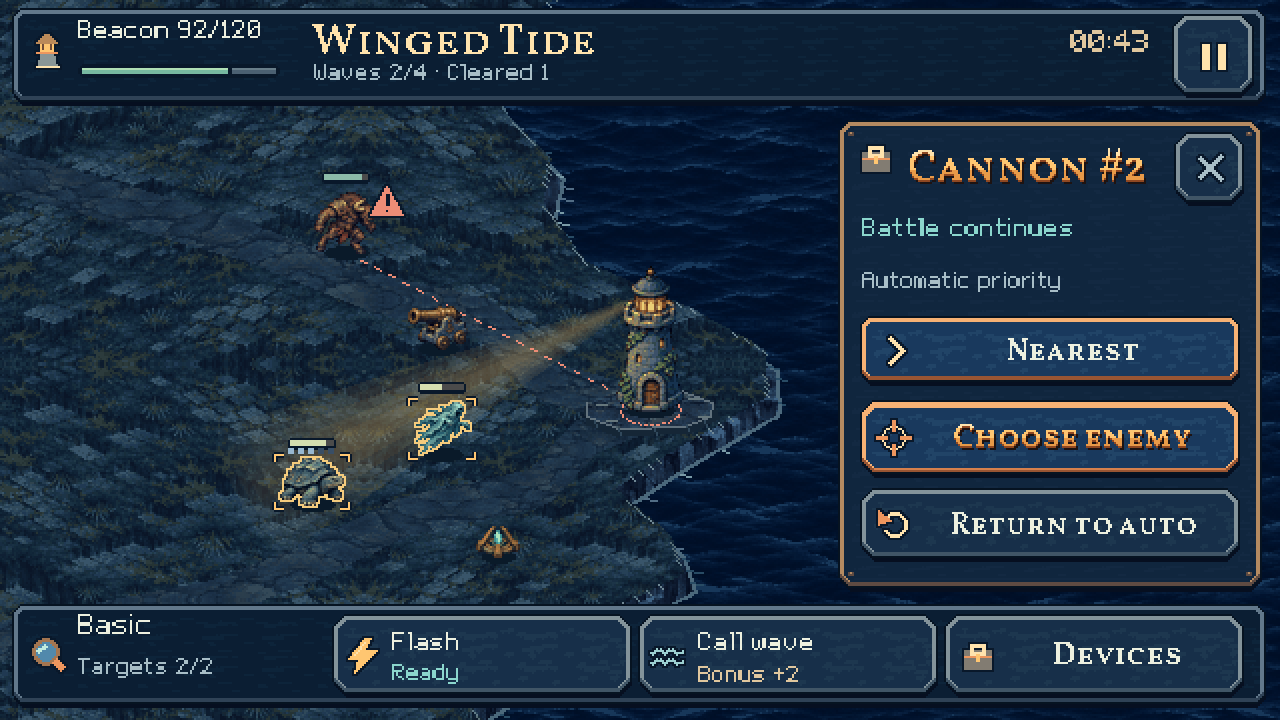 Beacon 92/120
Winged Tide
Waves 2/4 · Cleared 1
00:43
Cannon #2
Battle continues
Automatic priority
Nearest
Choose enemy
Return to auto
Basic
Targets 2/2
Flash
Ready
Call wave
Bonus +2
Devices